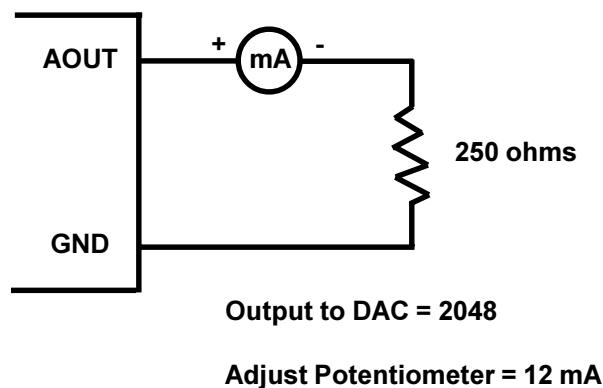 AOUT
+
mA
-
250 ohms
GND
Output to DAC = 2048
Adjust Potentiometer = 12 mA